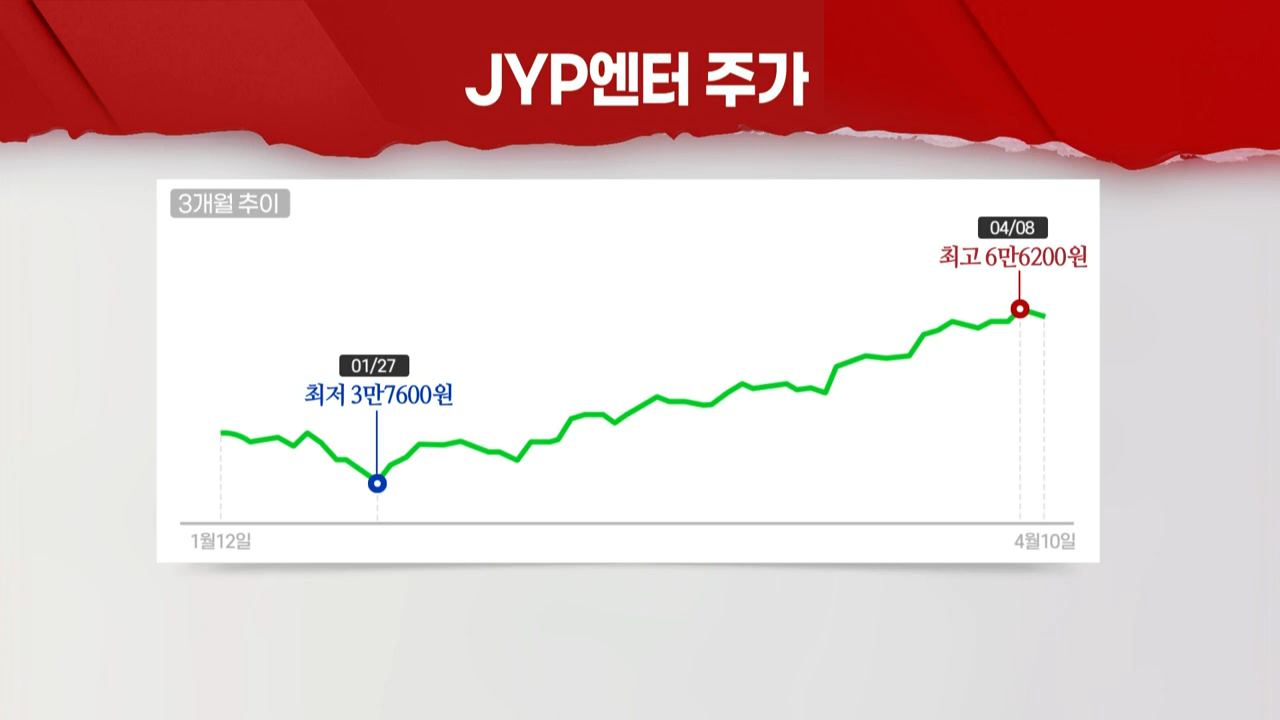 JYP엔터 주가
3개월 추이
04/08
최고 6만6200원
01/27
최저 3만7600원
1월12일
4월10일